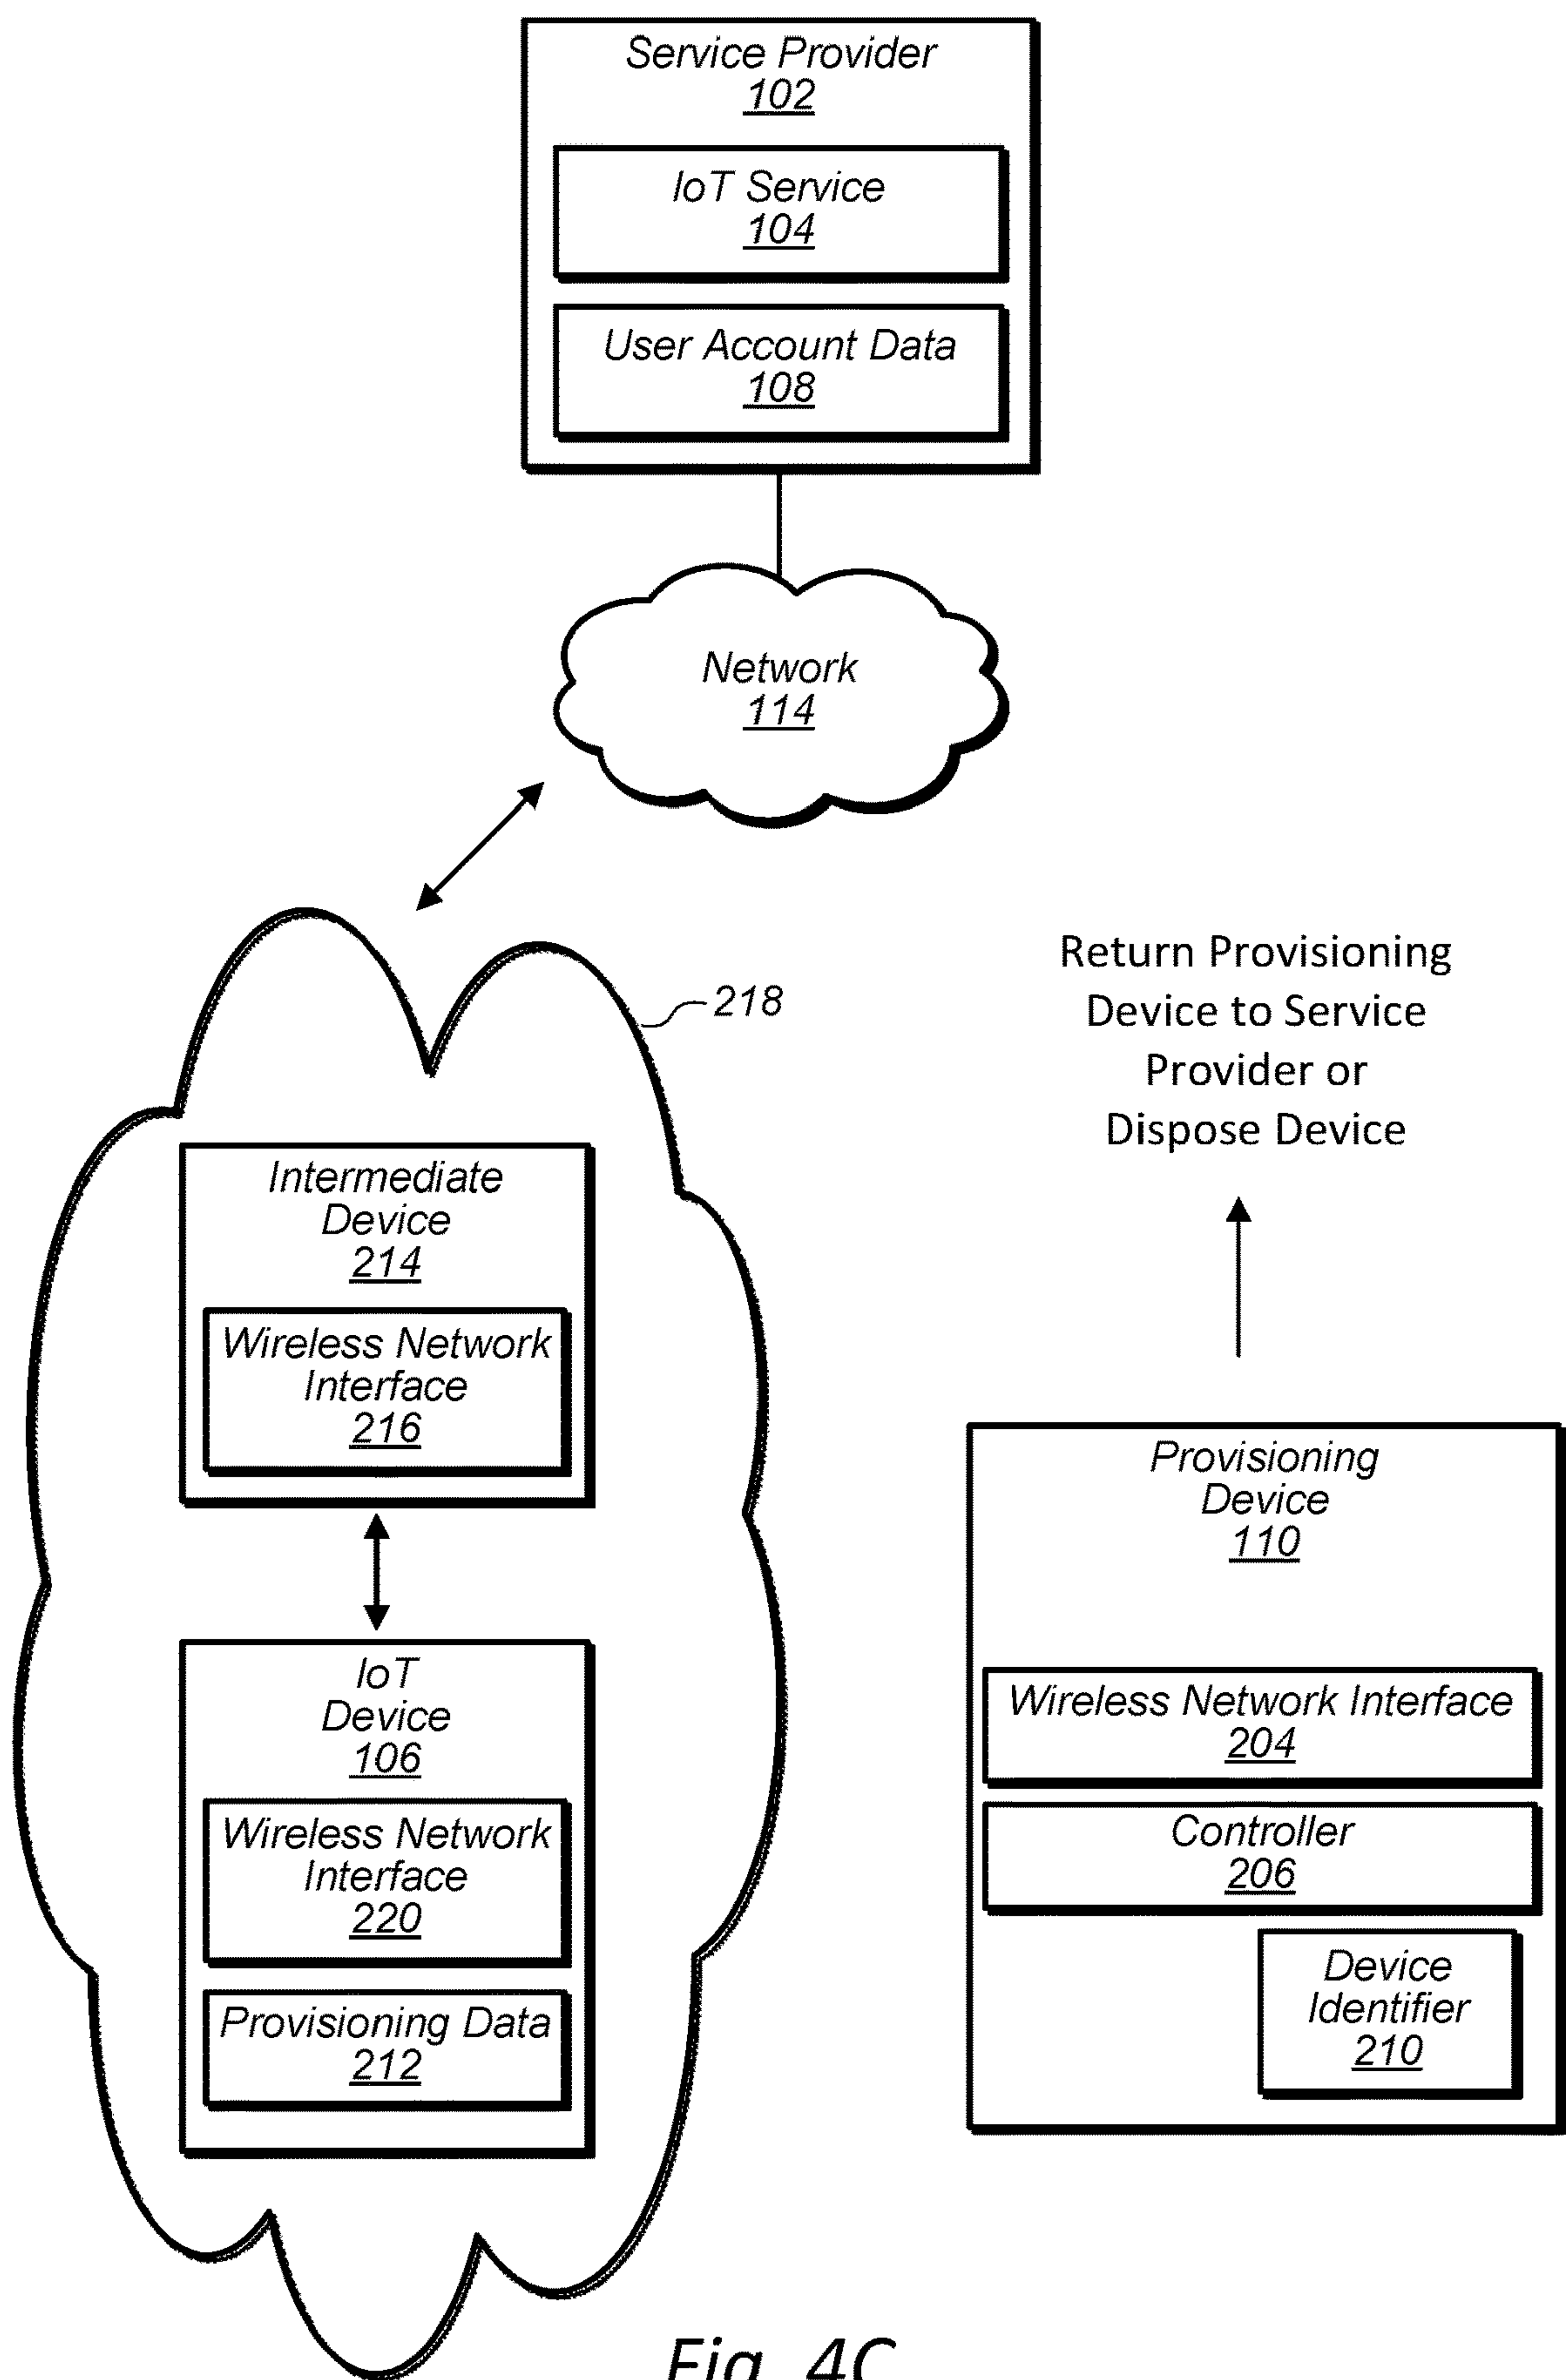 Service Provider
102
IoT Service
104
User Account Data
108
Network
114
218
Return Provisioning
Device to Service
Provider or
Dispose Device
Intermediate
Device
214
Wireless Network
Interface
216
IoT
Device
106
Wireless Network
Interface
220
Provisioning Data
212
Provisioning
Device
110
Wireless Network Interface
204
Controller
206
Device
Identifier
210
Fig. 4C